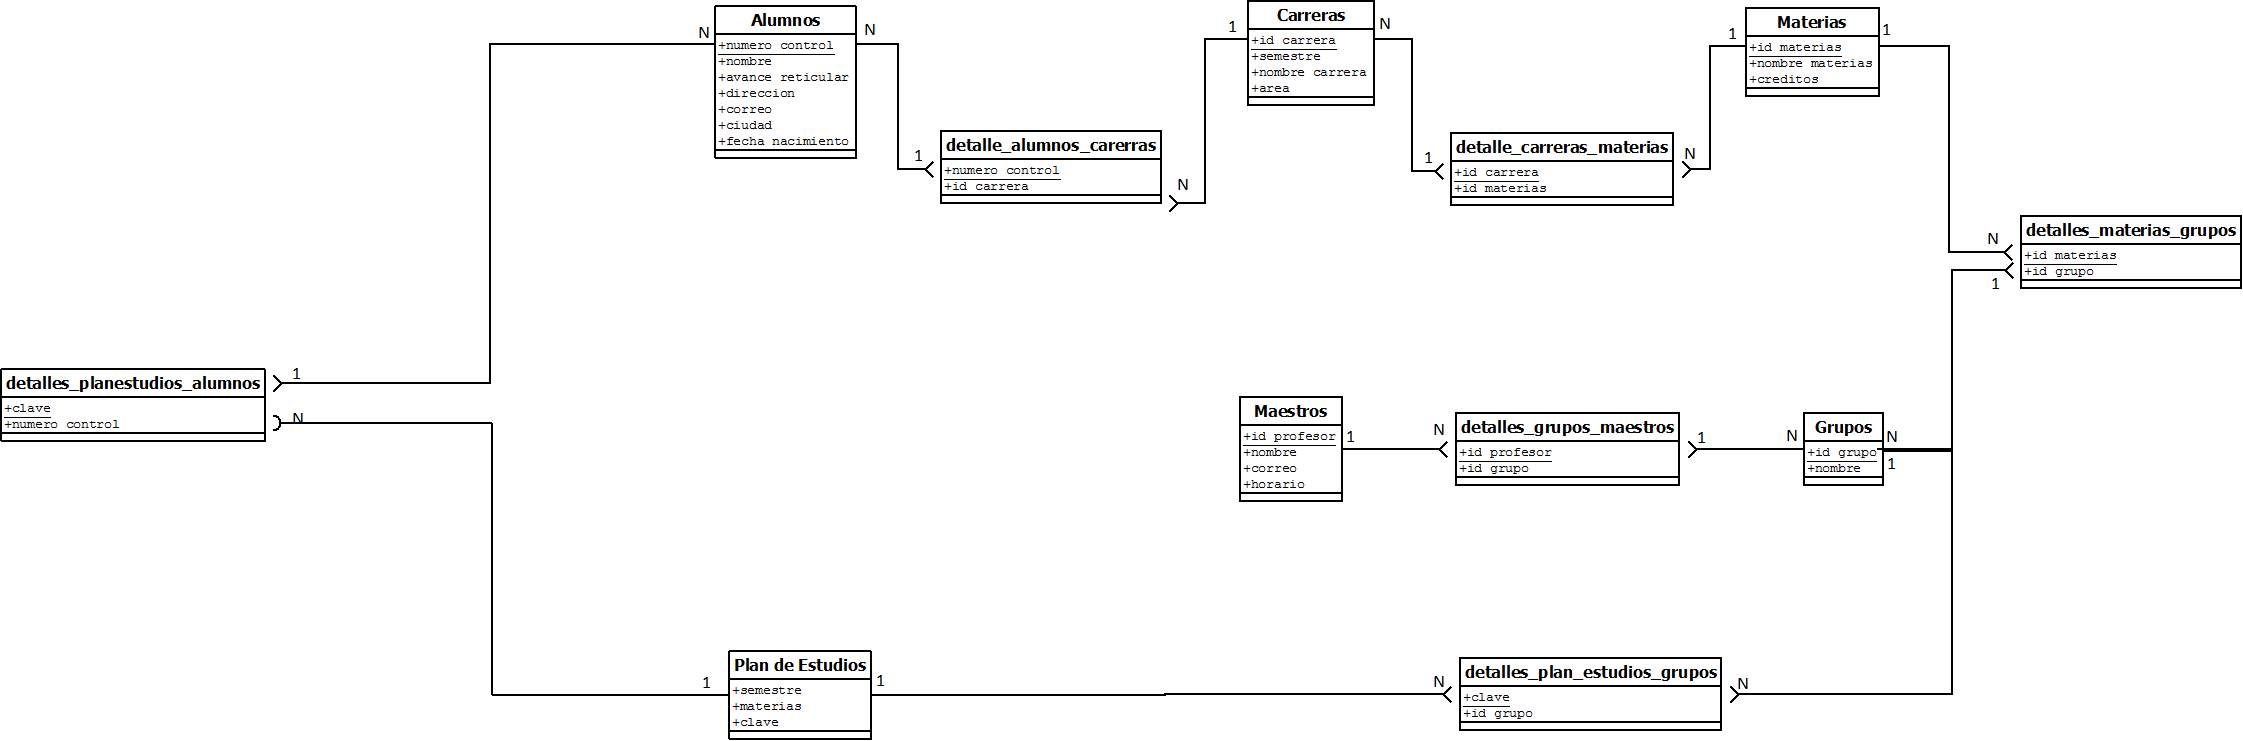 Alumnos
+numero control
+nombre
+avance reticular
+direccion
+correo
+ciudad
+fecha nacimiento
N
N
Carreras
+id carrera
+semestre
+nombre carrera
+area
1
N
Materias
+id materias
+nombre materias
+creditos
1
1
detalle_alumnos_carerras
+numero control
+id carrera
1
N
detalle_carreras_materias
+id carrera
+id materias
1
N
detalles_materias_grupos
+id materias
+id grupo
N
1
detalles_planestudios_alumnos
+clave
+numero control
1
N
Maestros
+id profesor
+nombre
+correo
+horario
1
N
detalles_grupos_maestros
+id profesor
+id grupo
1
N
Grupos
+id grupo
+nombre
N
1
Plan de Estudios
+semestre
+materias
+clave
1
1
N
detalles_plan_estudios_grupos
+clave
+id grupo
N